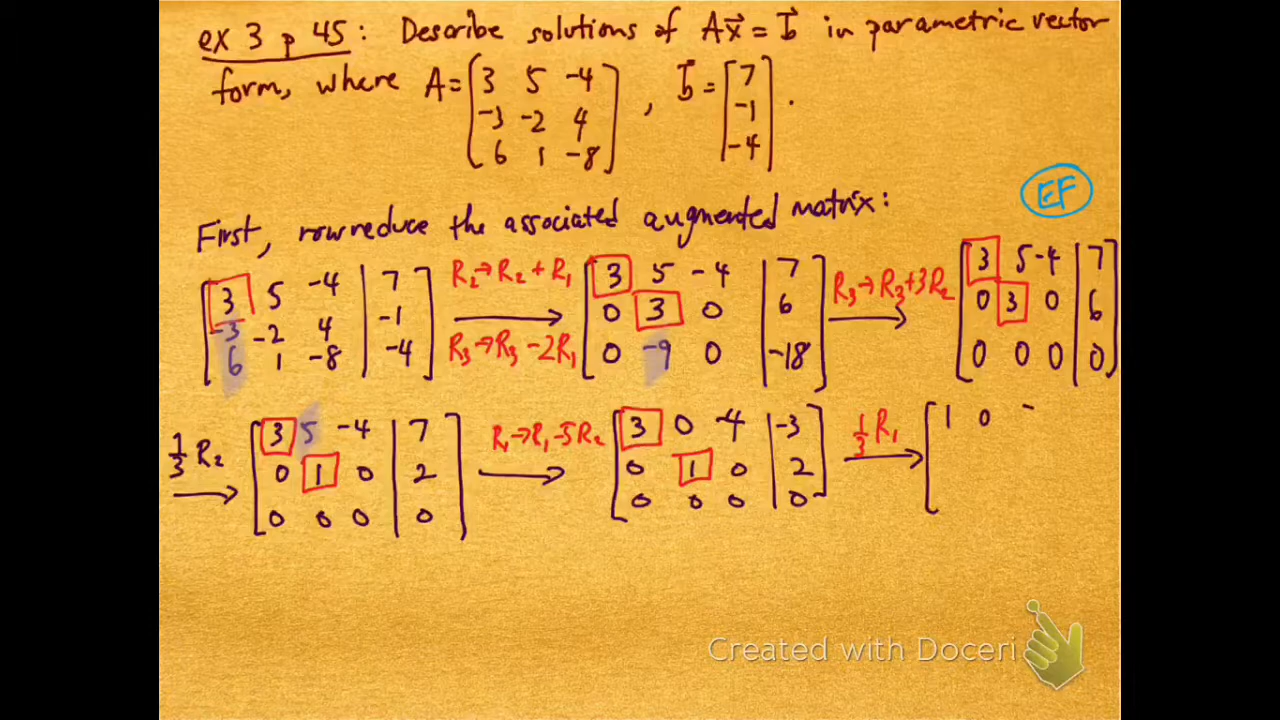 ex 3 p 45: Describe solutions of Ax⃗ = b⃗ in parametric vector
form, where A = [3 5 -4
-3 -2 4
6 1 -8], b⃗ = [7
-1
-4].
EF
First, row reduce the associated augmented matrix:
[3 5 -4 | 7
-3 -2 4 | -1
6 1 -8 | -4]
R2→R2+R1
R3→R3-2R1
[3 5 -4 | 7
0 3 0 | 6
0 -9 0 | -18]
R3→R3+3R2
[3 5 -4 | 7
0 3 0 | 6
0 0 0 | 0]
1/3 R2
[3 5 -4 | 7
0 1 0 | 2
0 0 0 | 0]
R1→R1-5R2
[3 0 -4 | -3
0 1 0 | 2
0 0 0 | 0]
1/3 R1
[1 0 -
Created with Doceri